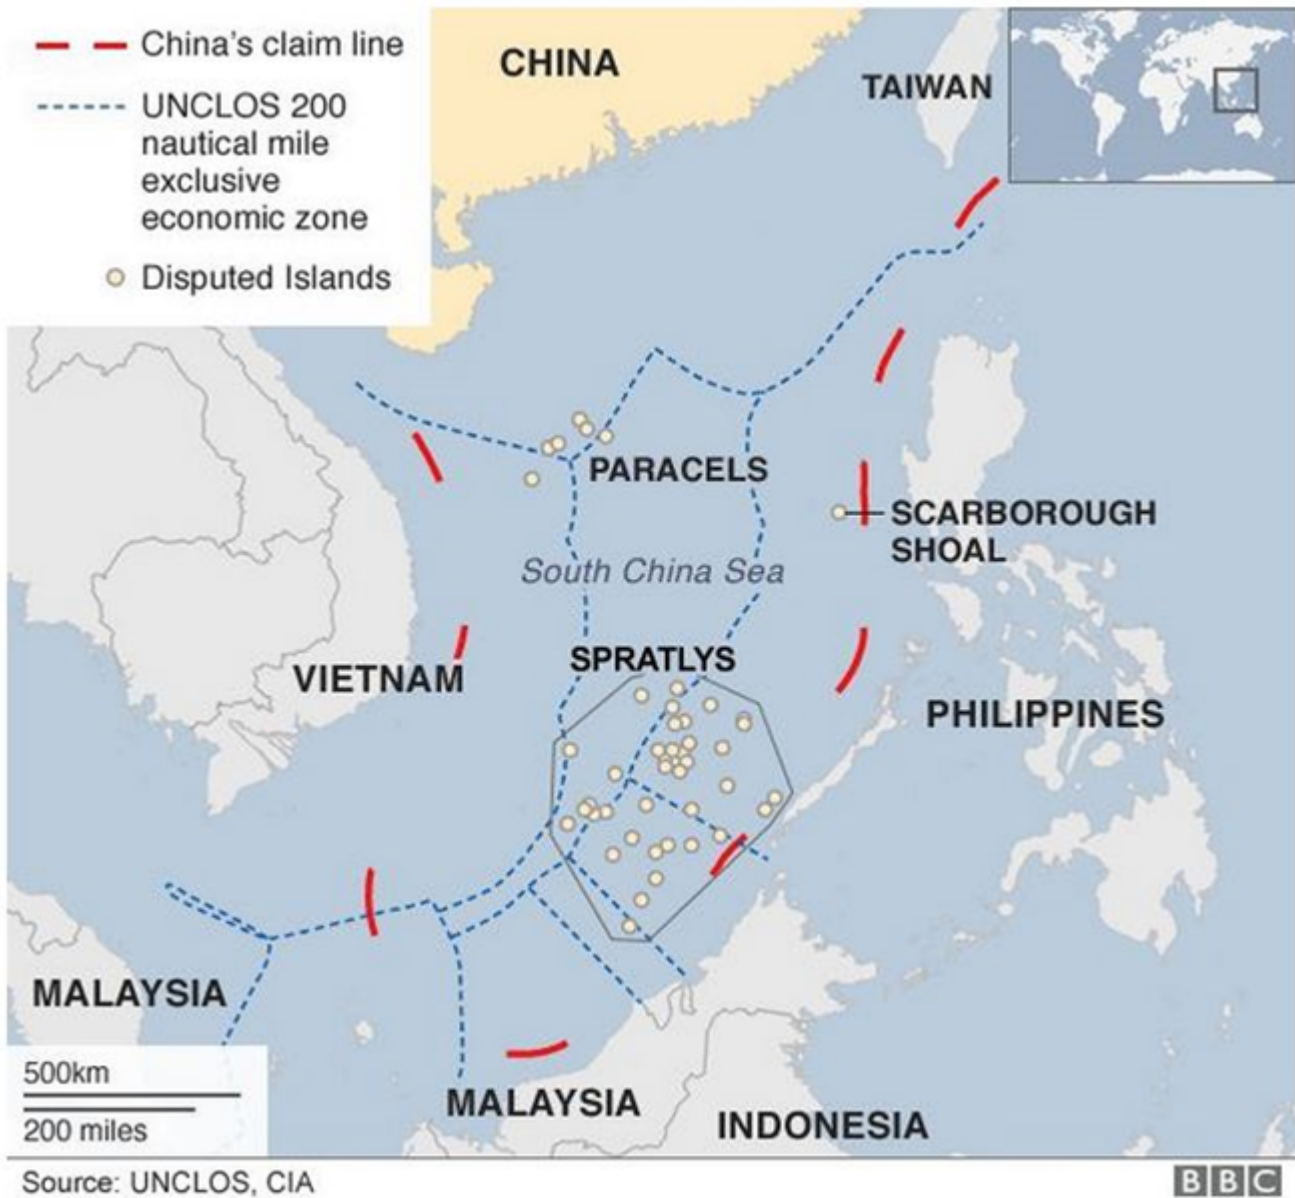 China's claim line
UNCLOS 200
nautical mile
exclusive
economic zone
Disputed Islands
CHINA
TAIWAN
PARACELS
SCARBOROUGH
SHOAL
South China Sea
SPRATLYS
VIETNAM
PHILIPPINES
MALAYSIA
500km
200 miles
MALAYSIA
INDONESIA
Source: UNCLOS, CIA
BBC